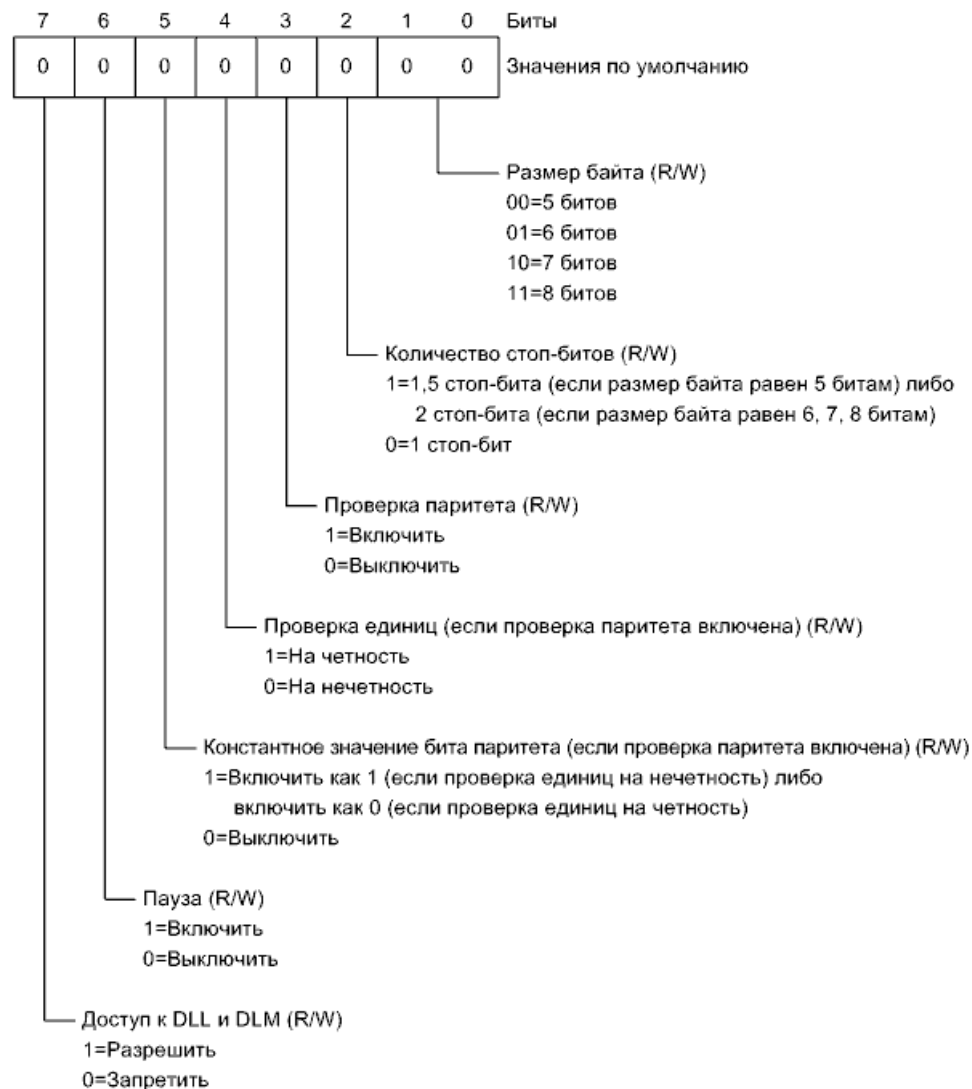 7 6 5 4 3 2 1 0 Биты
0 0 0 0 0 0 0 0 Значения по умолчанию
Размер байта (R/W)
00=5 битов
01=6 битов
10=7 битов
11=8 битов
Количество стоп-битов (R/W)
1=1,5 стоп-бита (если размер байта равен 5 битам) либо
2 стоп-бита (если размер байта равен 6, 7, 8 битам)
0=1 стоп-бит
Проверка паритета (R/W)
1=Включить
0=Выключить
Проверка единиц (если проверка паритета включена) (R/W)
1=На четность
0=На нечетность
Константное значение бита паритета (если проверка паритета включена) (R/W)
1=Включить как 1 (если проверка единиц на нечетность) либо
включить как 0 (если проверка единиц на четность)
0=Выключить
Пауза (R/W)
1=Включить
0=Выключить
Доступ к DLL и DLM (R/W)
1=Разрешить
0=Запретить